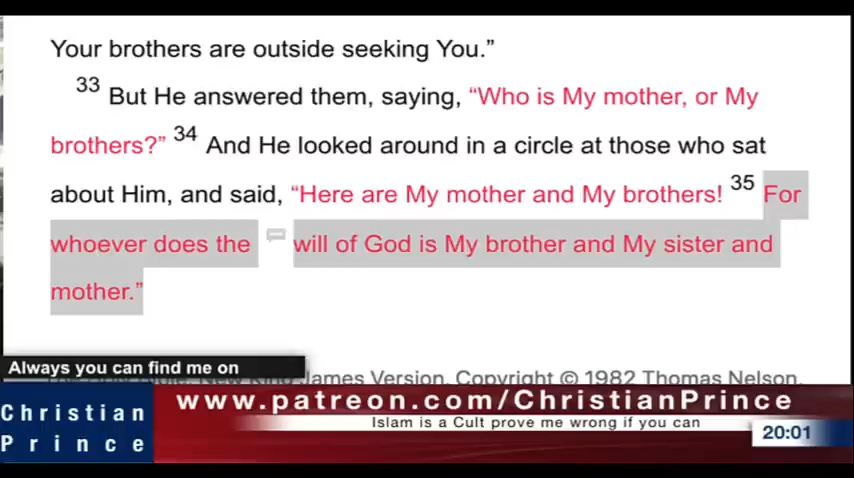 Your brothers are outside seeking You.”
33 But He answered them, saying, “Who is My mother, or My
brothers?” 34 And He looked around in a circle at those who sat
about Him, and said, “Here are My mother and My brothers! 35 For
whoever does the will of God is My brother and My sister and
mother.”
Always you can find me on
James Version, Copyright © 1982 Thomas Nelson.
Christian
Prince
www.patreon.com/ChristianPrince
Islam is a Cult prove me wrong if you can
20:01